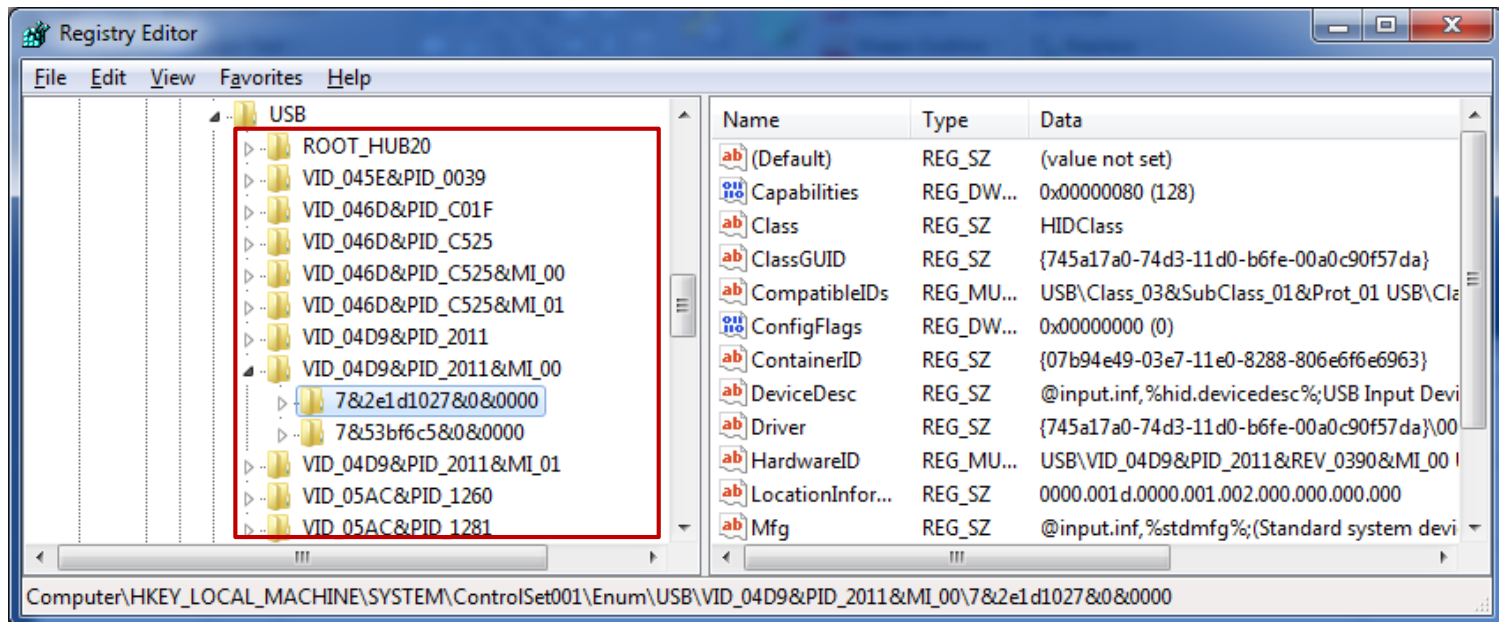 Registry Editor
File Edit View Favorites Help
USB
ROOT_HUB20
VID_045E&PID_0039
VID_046D&PID_C01F
VID_046D&PID_C525
VID_046D&PID_C525&MI_00
VID_046D&PID_C525&MI_01
VID_04D9&PID_2011
VID_04D9&PID_2011&MI_00
7&2e1d1027&0&0000
7&53bf6c5&0&0000
VID_04D9&PID_2011&MI_01
VID_05AC&PID_1260
VID_05AC&PID_1281
Name Type Data
(Default) REG_SZ (value not set)
Capabilities REG_DW... 0x00000080 (128)
Class REG_SZ HIDClass
ClassGUID REG_SZ {745a17a0-74d3-11d0-b6fe-00a0c90f57da}
CompatibleIDs REG_MU... USB\Class_03&SubClass_01&Prot_01 USB\Cla
ConfigFlags REG_DW... 0x00000000 (0)
ContainerID REG_SZ {07b94e49-03e7-11e0-8288-806e6f6e6963}
DeviceDesc REG_SZ @input.inf,%hid.devicedesc%;USB Input Devi
Driver REG_SZ {745a17a0-74d3-11d0-b6fe-00a0c90f57da}\00
HardwareID REG_MU... USB\VID_04D9&PID_2011&REV_0390&MI_00
LocationInfor... REG_SZ 0000.001d.0000.001.002.000.000.000.000
Mfg REG_SZ @input.inf,%stdmfg%;(Standard system devi
Computer\HKEY_LOCAL_MACHINE\SYSTEM\ControlSet001\Enum\USB\VID_04D9&PID_2011&MI_00\7&2e1d1027&0&0000